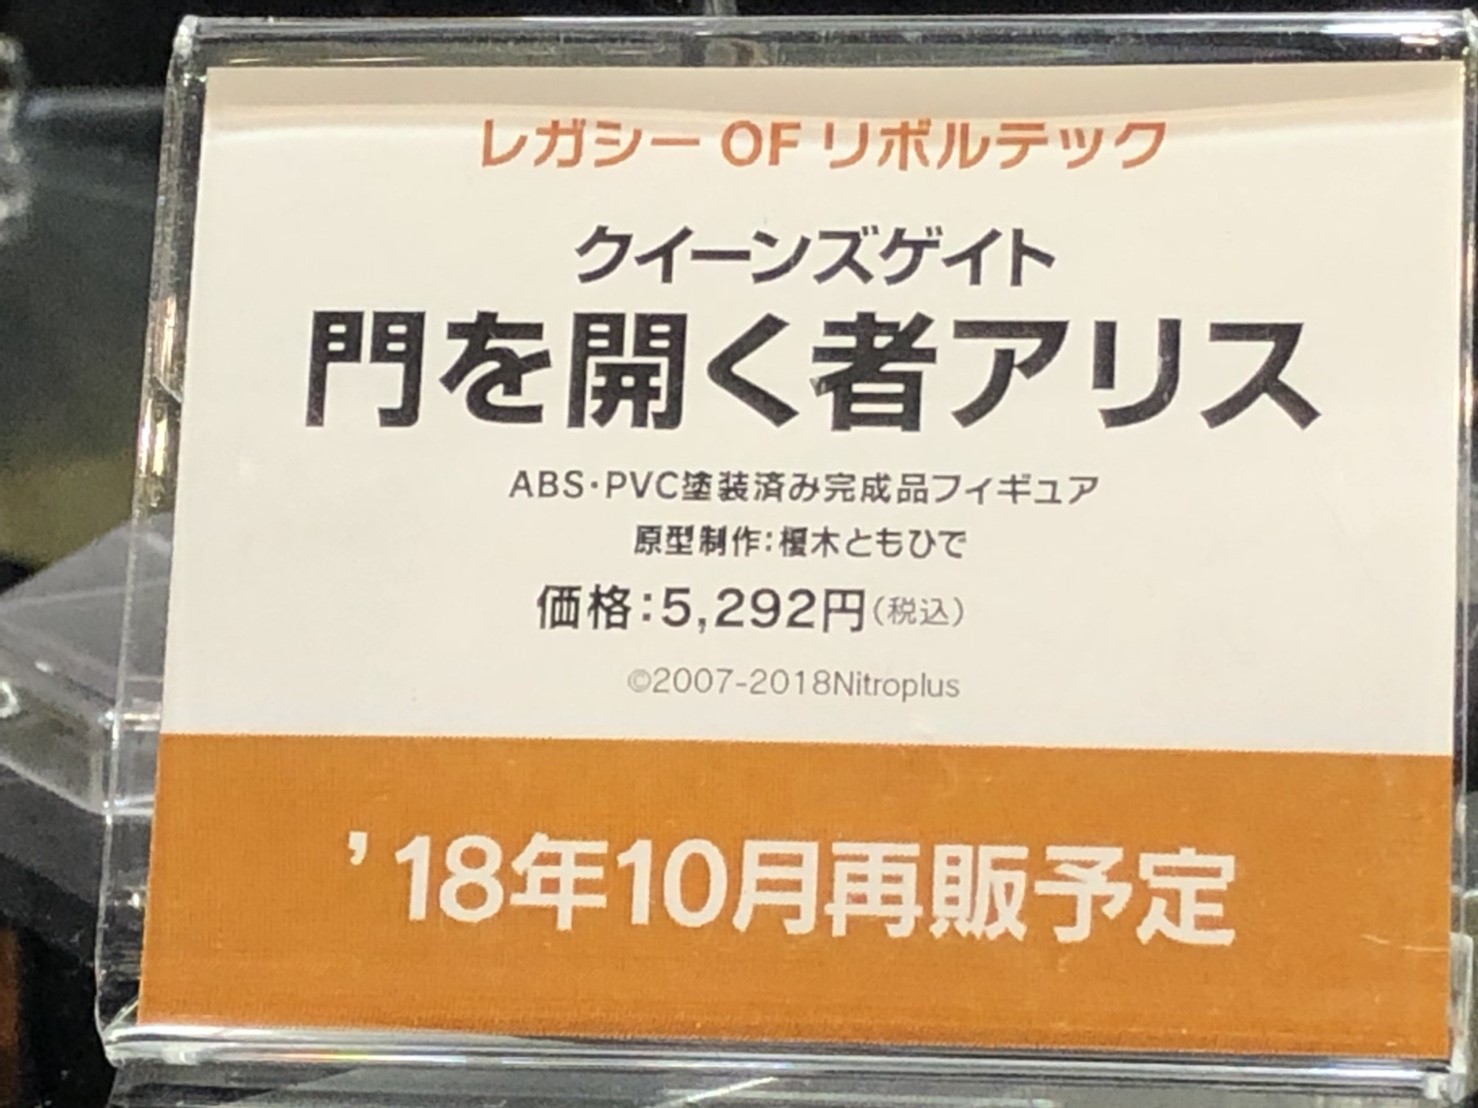 レガシー OF リボルテック
クイーンズゲイト
門を開く者アリス
ABS・PVC塗装済み完成品フィギュア
原型制作：榎木ともひで
価格：5,292円（税込）
©2007-2018Nitroplus
’18年10月再販予定